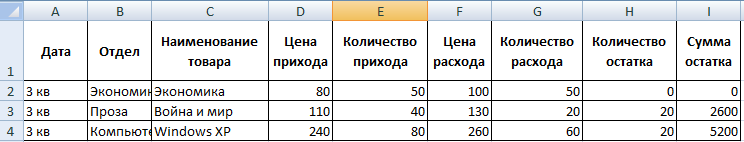 A B C D E F G H I
1 Дата Отдел Наименование товара Цена прихода Количество прихода Цена расхода Количество расхода Количество остатка Сумма остатка
2 3 кв Экономик Экономика 80 50 100 50 0 0
3 3 кв Проза Война и мир 110 40 130 20 20 2600
4 3 кв Компьюте Windows XP 240 80 260 60 20 5200